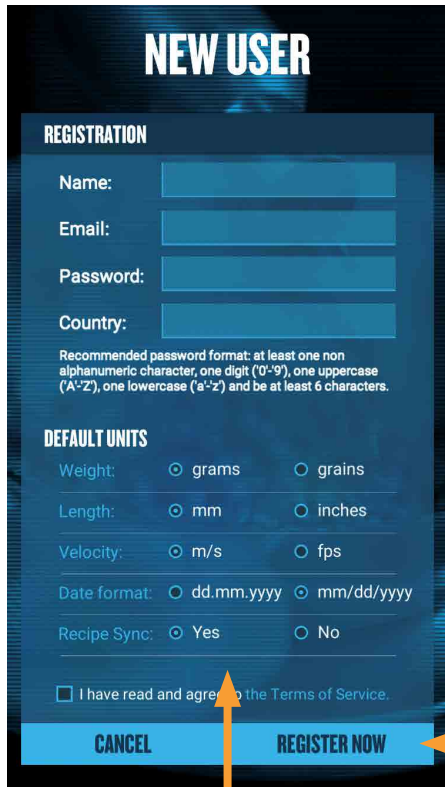 NEW USER
REGISTRATION
Name:
Email:
Password:
Country:
Recommended password format: at least one non
alphanumeric character, one digit ('0'-'9'), one uppercase
('A'-'Z'), one lowercase ('a'-'z') and be at least 6 characters.
DEFAULT UNITS
Weight: grams grains
Length: mm inches
Velocity: m/s fps
Date format: dd.mm.yyyy mm/dd/yyyy
Recipe Sync: Yes No
I have read and agree to the Terms of Service.
CANCEL REGISTER NOW